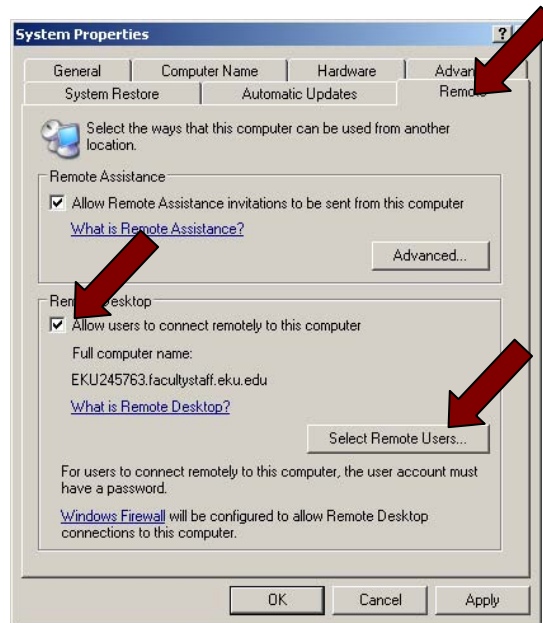 System Properties
General Computer Name Hardware Advan
System Restore Automatic Updates Remote
Select the ways that this computer can be used from another
location.
Remote Assistance
Allow Remote Assistance invitations to be sent from this computer
What is Remote Assistance?
Advanced...
Remote Desktop
Allow users to connect remotely to this computer
Full computer name:
EKU245763.facultystaff.eku.edu
What is Remote Desktop?
Select Remote Users...
For users to connect remotely to this computer, the user account must
have a password.
Windows Firewall will be configured to allow Remote Desktop
connections to this computer.
OK Cancel Apply